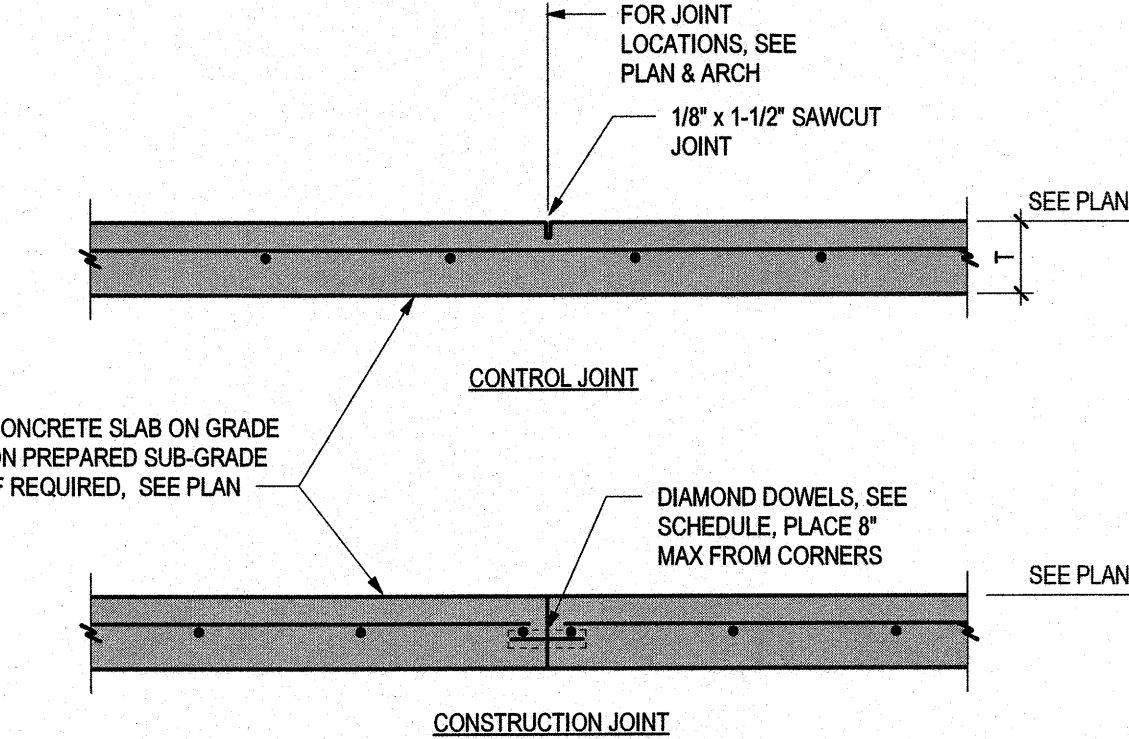 FOR JOINT
LOCATIONS, SEE
PLAN & ARCH
1/8" x 1-1/2" SAWCUT
JOINT
SEE PLAN
T
CONTROL JOINT
ONCRETE SLAB ON GRADE
ON PREPARED SUB-GRADE
F REQUIRED, SEE PLAN
DIAMOND DOWELS, SEE
SCHEDULE, PLACE 8"
MAX FROM CORNERS
SEE PLAN
CONSTRUCTION JOINT